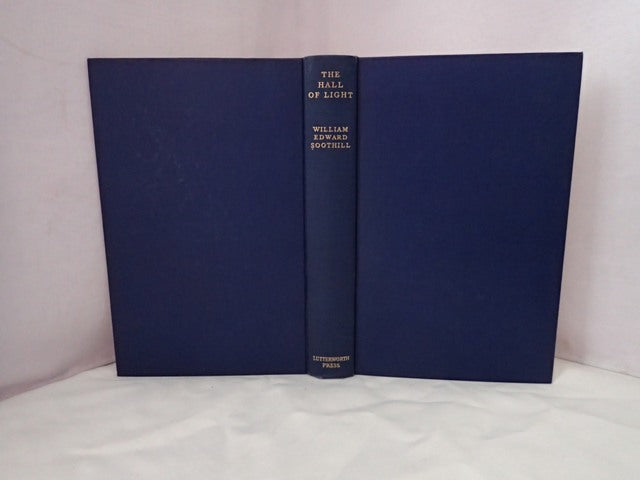 THE
HALL
OF LIGHT
WILLIAM
EDWARD
SOOTHILL
LUTTERWORTH
PRESS